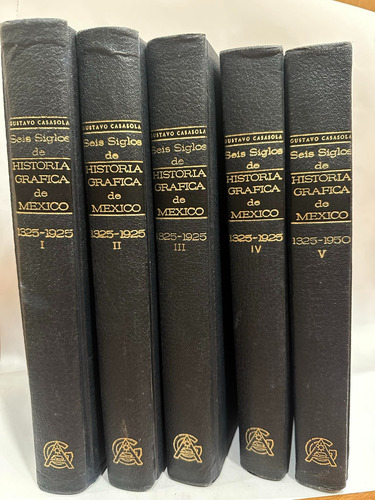 GUSTAVO CASASOLA
Seis Siglos
de
HISTORIA
GRAFICA
de
MEXICO
1325-1925
I
GUSTAVO CASASOLA
Seis Siglos
de
HISTORIA
GRAFICA
de
MEXICO
1325-1925
II
GUSTAVO CASASOLA
Seis Siglos
de
HISTORIA
GRAFICA
de
MEXICO
1325-1925
III
GUSTAVO CASASOLA
Seis Siglos
de
HISTORIA
GRAFICA
de
MEXICO
1325-1925
IV
GUSTAVO CASASOLA
Seis Siglos
de
HISTORIA
GRAFICA
de
MEXICO
1325-1950
V